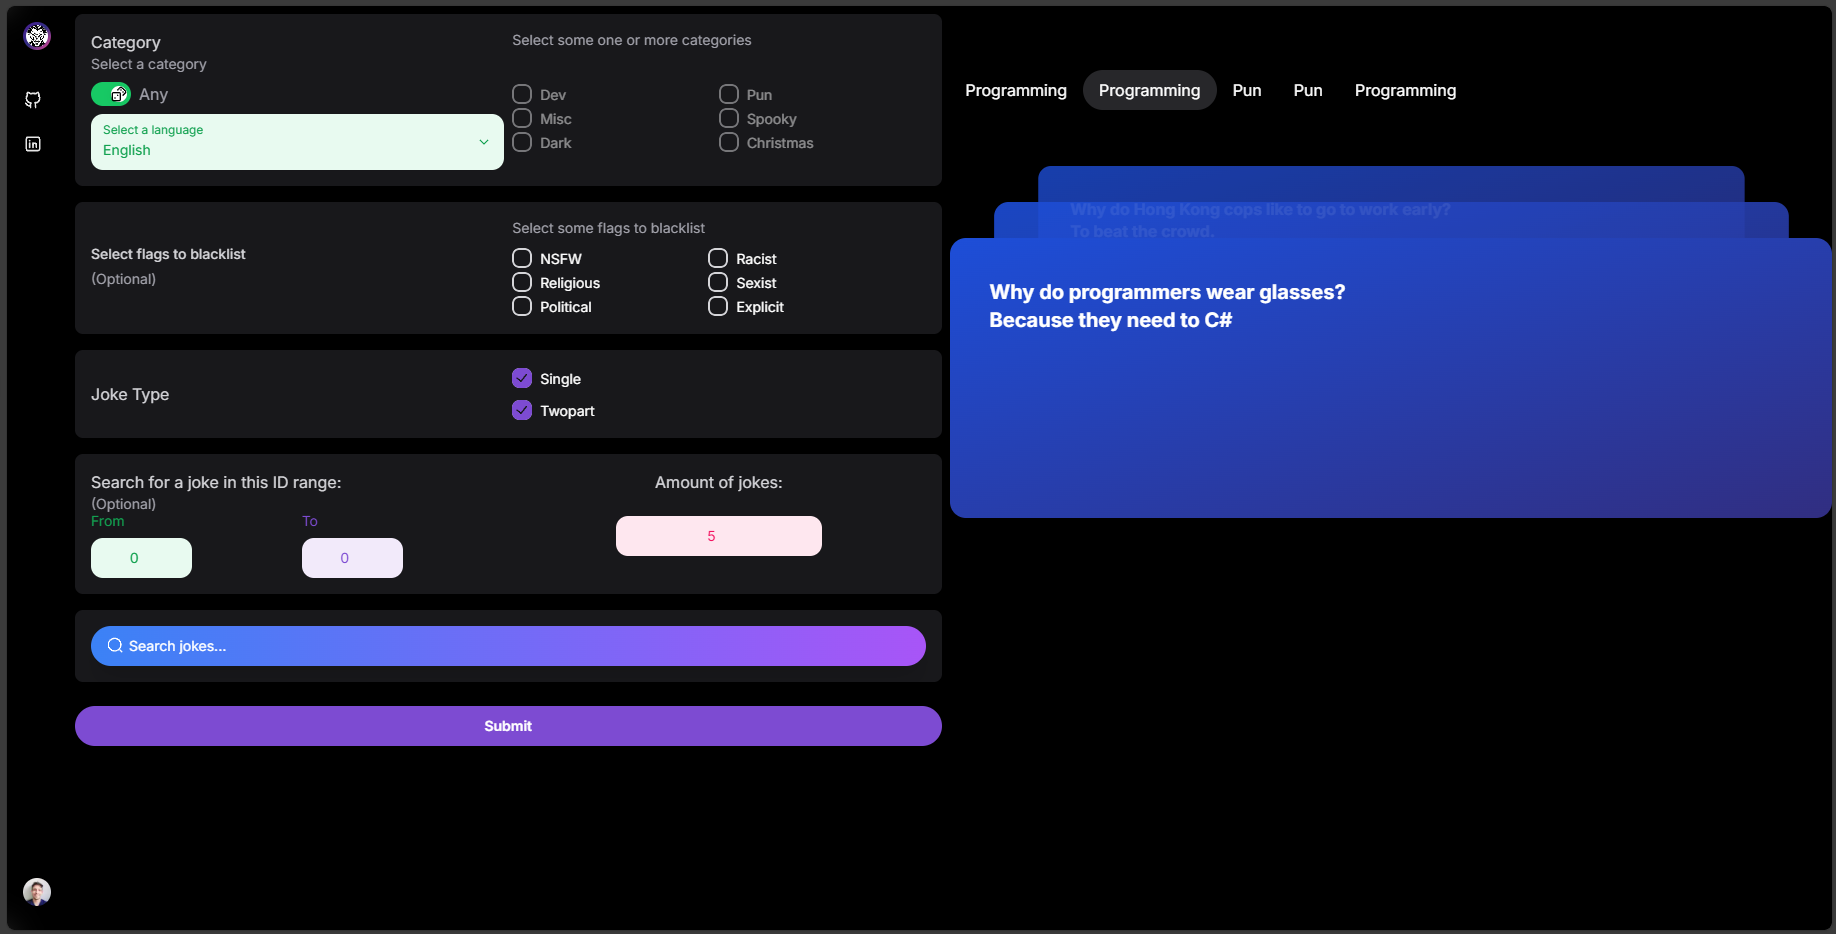 Category
Select a category
Any
Select a language
English
Select some one or more categories
Dev
Misc
Dark
Pun
Spooky
Christmas
Select flags to blacklist
(Optional)
Select some flags to blacklist
NSFW
Religious
Political
Racist
Sexist
Explicit
Joke Type
Single
Twopart
Search for a joke in this ID range:
(Optional)
From
0
To
0
Amount of jokes:
5
Search jokes...
Submit
Programming
Programming
Pun
Pun
Programming
Why do Hong Kong cops like to go to work early?
To beat the crowd.
Why do programmers wear glasses?
Because they need to C#